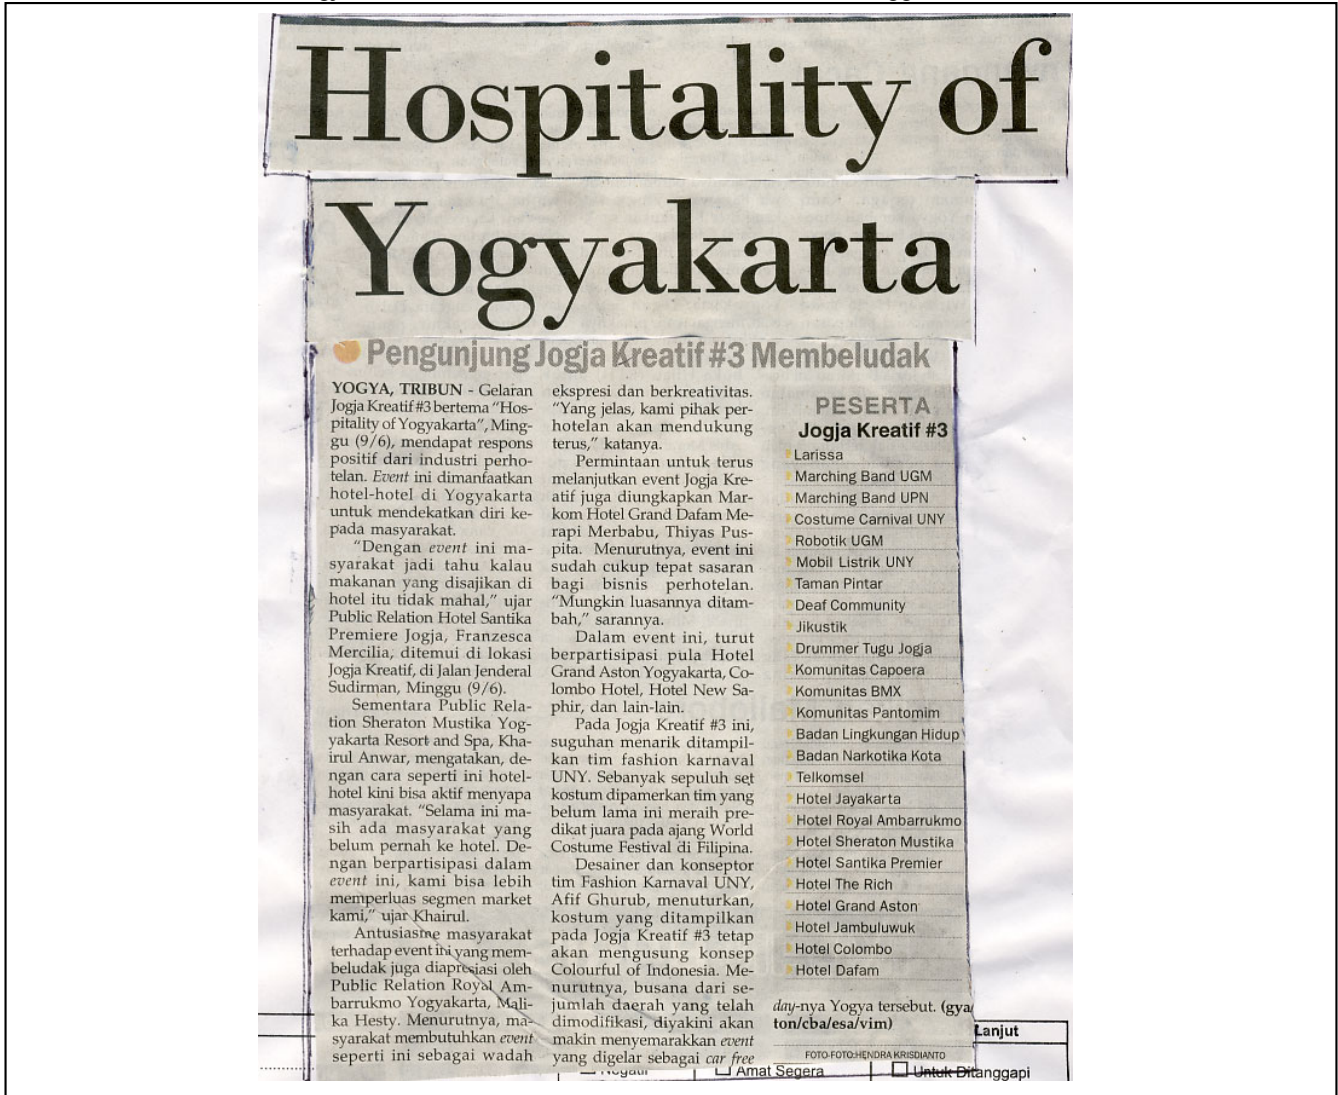 Hospitality of
Yogyakarta
Pengunjung Jogja Kreatif #3 Membeludak
YOGYA, TRIBUN - Gelaran
Jogja Kreatif #3 bertema "Hos-
pitality of Yogyakarta", Ming-
gu (9/6), mendapat respons
positif dari industri perho-
telan. Event ini dimanfaatkan
hotel-hotel di Yogyakarta
untuk mendekatkan diri ke-
pada masyarakat.
"Dengan event ini ma-
syarakat jadi tahu kalau
makanan yang disajikan di
hotel itu tidak mahal," ujar
Public Relation Hotel Santika
Premiere Jogja, Franzesca
Mercilia, ditemui di lokasi
Jogja Kreatif, di Jalan Jenderal
Sudirman, Minggu (9/6).
Sementara Public Rela-
tion Sheraton Mustika Yog-
yakarta Resort and Spa, Kha-
irul Anwar, mengatakan, de-
ngan cara seperti ini hotel-
hotel kini bisa aktif menyapa
masyarakat. "Selama ini ma-
sih ada masyarakat yang
belum pernah ke hotel. De-
ngan berpartisipasi dalam
event ini, kami bisa lebih
memperluas segmen market
kami," ujar Khairul.
Antusiasme masyarakat
terhadap event ini yang mem-
beludak juga diapresiasi oleh
Public Relation Royal Am-
barrukmo Yogyakarta, Mali-
ka Hesty. Menurutnya, ma-
syarakat membutuhkan event
seperti ini sebagai wadah
ekspresi dan berkreativitas.
"Yang jelas, kami pihak per-
hotelan akan mendukung
terus," katanya.
Permintaan untuk terus
melanjutkan event Jogja Kre-
atif juga diungkapkan Mar-
kom Hotel Grand Dafam Me-
rapi Merbabu, Thiyas Pus-
pita. Menurutnya, event ini
sudah cukup tepat sasaran
bagi bisnis perhotelan.
"Mungkin luasannya ditam-
bah," sarannya.
Dalam event ini, turut
berpartisipasi pula Hotel
Grand Aston Yogyakarta, Co-
lombo Hotel, Hotel New Sa-
phir, dan lain-lain.
Pada Jogja Kreatif #3 ini,
suguhan menarik ditampil-
kan tim fashion karnaval
UNY. Sebanyak sepuluh set
kostum dipamerkan tim yang
belum lama ini meraih pre-
dikat juara pada ajang World
Costume Festival di Filipina.
Desainer dan konseptor
tim Fashion Karnaval UNY,
Afif Ghurub, menuturkan,
kostum yang ditampilkan
pada Jogja Kreatif #3 tetap
akan mengusung konsep
Colourful of Indonesia. Me-
nurutnya, busana dari se-
jumlah daerah yang telah
dimodifikasi, diyakini akan
makin menyemarakkan event
yang digelar sebagai car free
PESERTA
Jogja Kreatif #3
Larissa
Marching Band UGM
Marching Band UPN
Costume Carnival UNY
Robotik UGM
Mobil Listrik UNY
Taman Pintar
Deaf Community
Jikustik
Drummer Tugu Jogja
Komunitas Capoera
Komunitas BMX
Komunitas Pantomim
Badan Lingkungan Hidup
Badan Narkotika Kota
Telkomsel
Hotel Jayakarta
Hotel Royal Ambarrukmo
Hotel Sheraton Mustika
Hotel Santika Premier
Hotel The Rich
Hotel Grand Aston
Hotel Jambuluwuk
Hotel Colombo
Hotel Dafam
day-nya Yogya tersebut. (gya/
ton/cba/esa/vim)
FOTO-FOTO:HENDRA KRISDIANTO
Lanjut
Negatif
Amat Segera
Untuk Ditanggapi